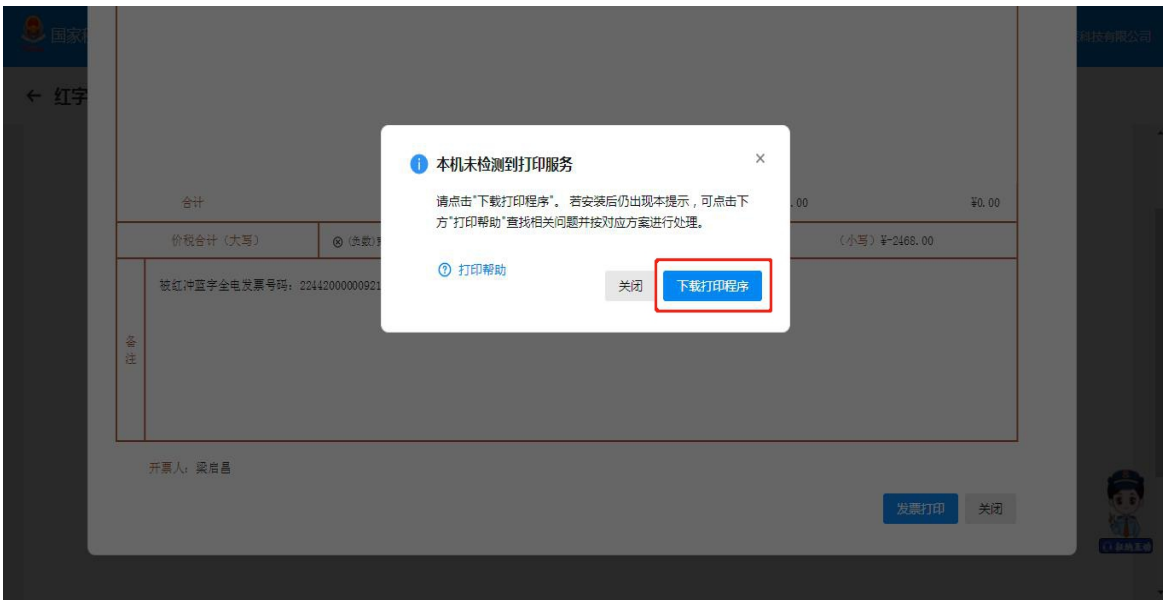 国家税
科技有限公司
← 红字
本机未检测到打印服务
请点击"下载打印程序"。 若安装后仍出现本提示，可点击下
方"打印帮助"查找相关问题并按对应方案进行处理。
打印帮助
关闭
下载打印程序
合计
.00
¥0.00
价税合计（大写）
(负数)
（小写）¥-2468.00
被红冲蓝字全电发票号码：22442000000921
备
注
开票人：梁启昌
发票打印
关闭
征纳互动